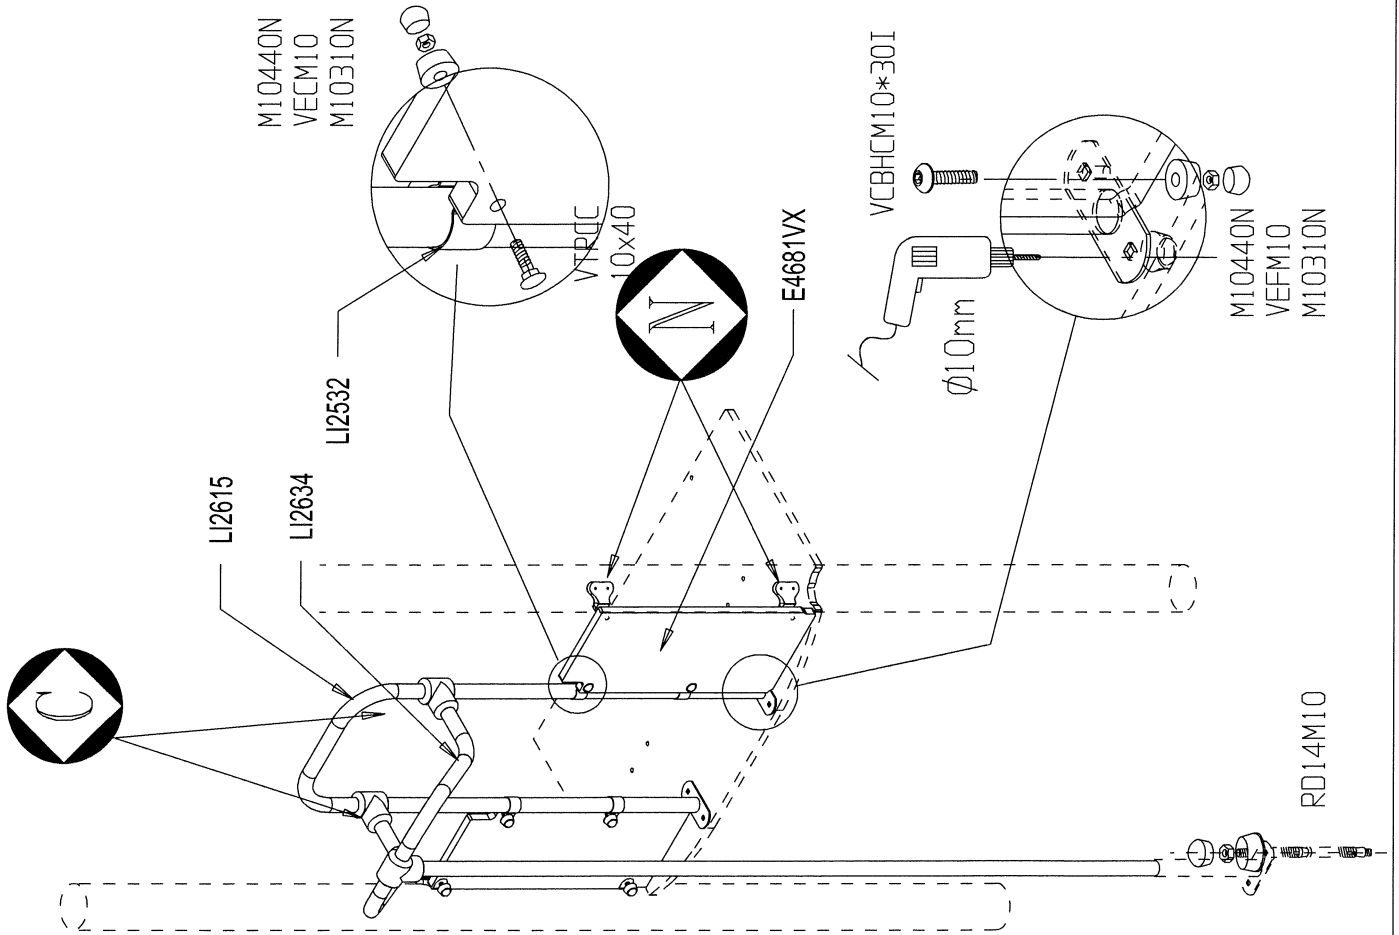 M10440N
VECM10
M10310N
VTRCC
10x40
LI2532
LI2615
LI2634
C
N
E4681VX
VCBHCM10*30I
Ø10mm
M10440N
VEFM10
M10310N
RD14M10